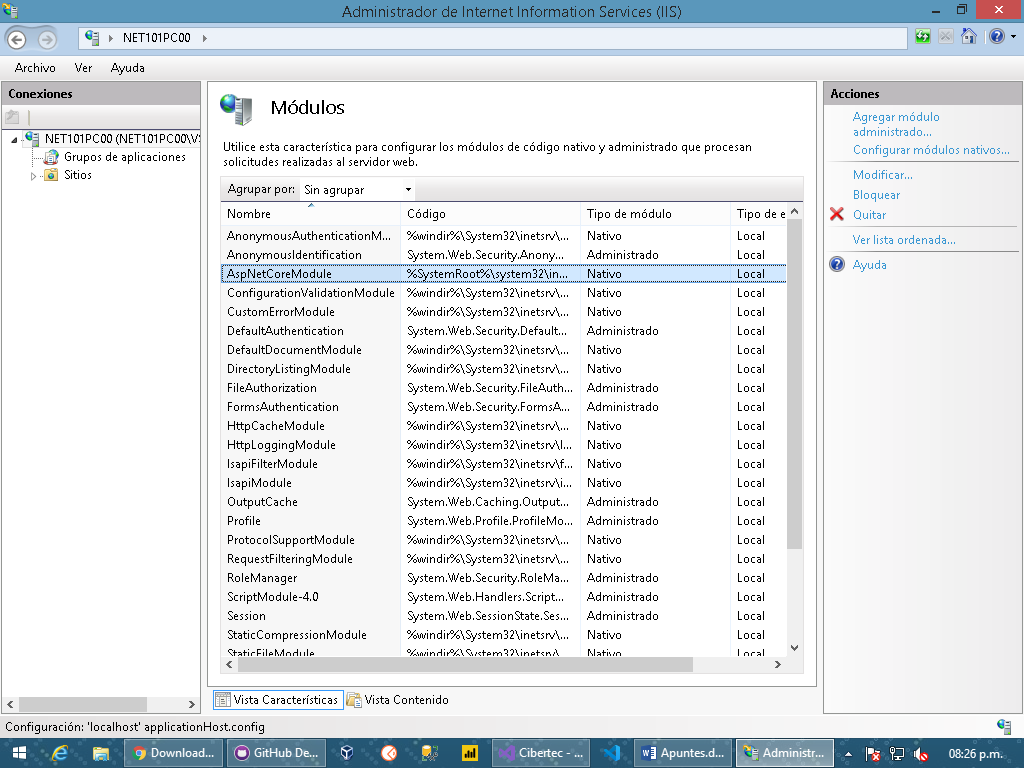 Administrador de Internet Information Services (IIS)
NET101PC00
Archivo Ver Ayuda
Conexiones
NET101PC00 (NET101PC00\VS
Grupos de aplicaciones
Sitios
Módulos
Utilice esta característica para configurar los módulos de código nativo y administrado que procesan
solicitudes realizadas al servidor web.
Agrupar por: Sin agrupar
Nombre Código Tipo de módulo Tipo de e
AnonymousAuthenticationM... %windir%\System32\inetsrv\... Nativo Local
AnonymousIdentification System.Web.Security.Anony... Administrado Local
AspNetCoreModule %SystemRoot%\system32\in... Nativo Local
ConfigurationValidationModule %windir%\System32\inetsrv\... Nativo Local
CustomErrorModule %windir%\System32\inetsrv\... Nativo Local
DefaultAuthentication System.Web.Security.Default... Administrado Local
DefaultDocumentModule %windir%\System32\inetsrv\... Nativo Local
DirectoryListingModule %windir%\System32\inetsrv\... Nativo Local
FileAuthorization System.Web.Security.FileAuth... Administrado Local
FormsAuthentication System.Web.Security.FormsA... Administrado Local
HttpCacheModule %windir%\System32\inetsrv\... Nativo Local
HttpLoggingModule %windir%\System32\inetsrv\l... Nativo Local
IsapiFilterModule %windir%\System32\inetsrv\f... Nativo Local
IsapiModule %windir%\System32\inetsrv\i... Nativo Local
OutputCache System.Web.Caching.Output... Administrado Local
Profile System.Web.Profile.ProfileMo... Administrado Local
ProtocolSupportModule %windir%\System32\inetsrv\... Nativo Local
RequestFilteringModule %windir%\System32\inetsrv\... Nativo Local
RoleManager System.Web.Security.RoleMa... Administrado Local
ScriptModule-4.0 System.Web.Handlers.Script... Administrado Local
Session System.Web.SessionState.Ses... Administrado Local
StaticCompressionModule %windir%\System32\inetsrv\... Nativo Local
StaticFileModule %windir%\System32\inetsrv\... Nativo Local
Vista Características Vista Contenido
Acciones
Agregar módulo
administrado...
Configurar módulos nativos...
Modificar...
Bloquear
Quitar
Ver lista ordenada...
Ayuda
Configuración: 'localhost' applicationHost.config
Download... GitHub De... Cibertec - ... Apuntes.d... Administr... 08:26 p.m.